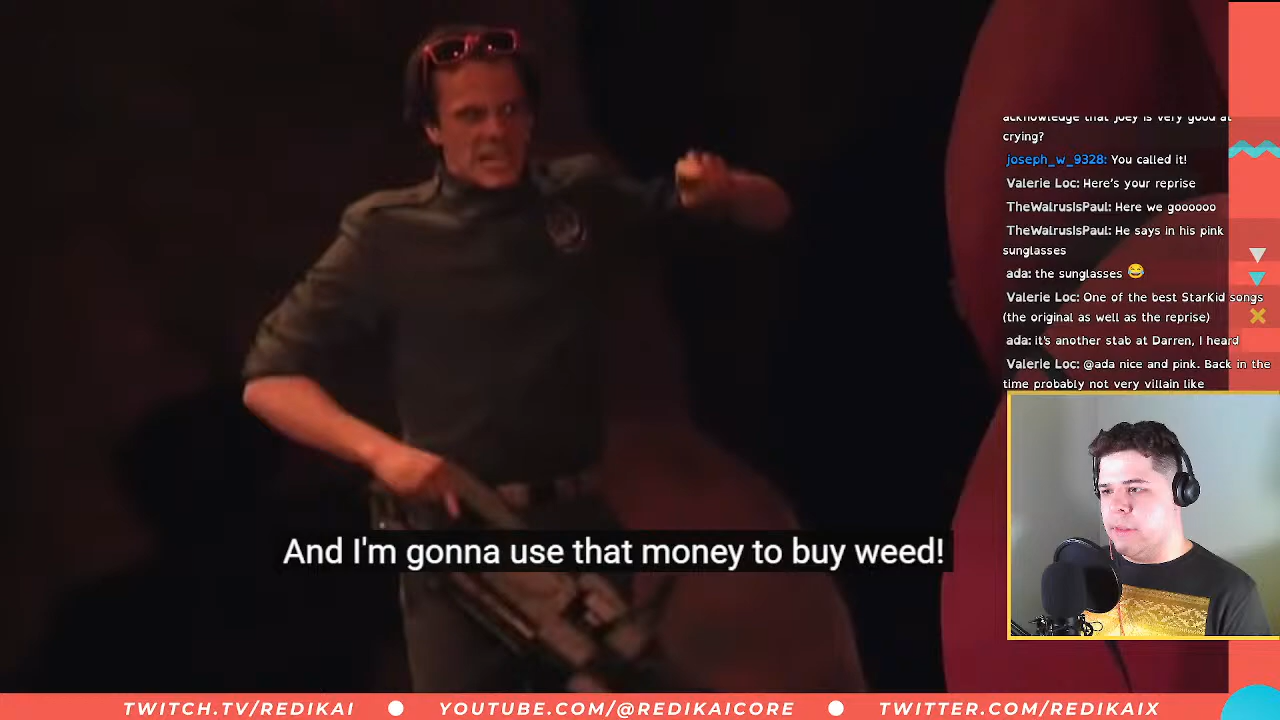 acknowledge that Joey is very good at
crying?
joseph_w_9328: You called it!
Valerie Loc: Here's your reprise
TheWalrusIsPaul: Here we gooooo
TheWalrusIsPaul: He says in his pink
sunglasses
ada: the sunglasses 😂
Valerie Loc: One of the best StarKid songs
(the original as well as the reprise)
ada: it's another stab at Darren, I heard
Valerie Loc: @ada nice and pink. Back in the
time probably not very villain like
And I'm gonna use that money to buy weed!
TWITCH.TV/REDIKAI ● YOUTUBE.COM/@REDIKAICORE ● TWITTER.COM/REDIKAIX